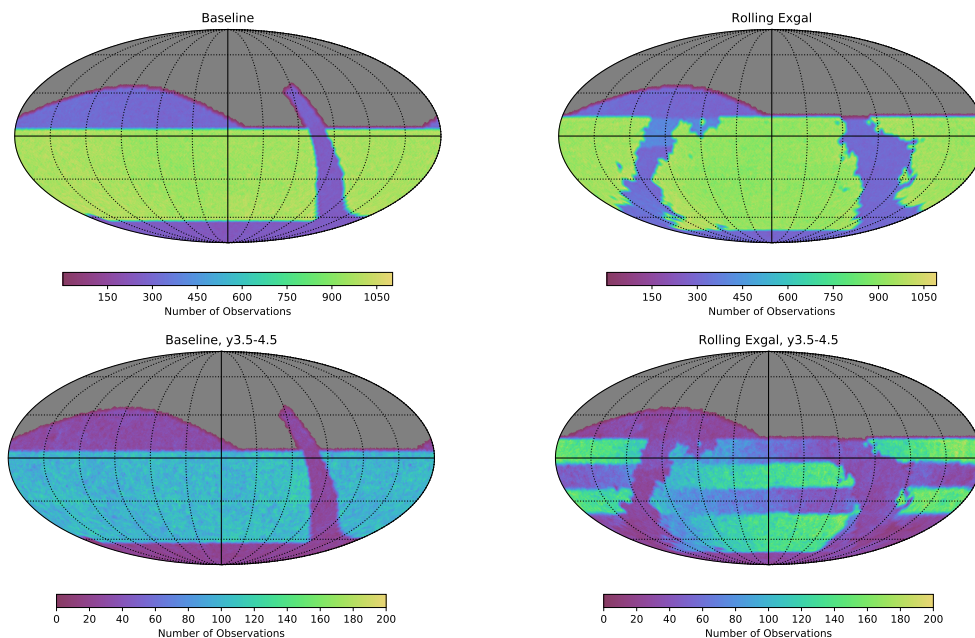 Baseline
Rolling Exgal
150 300 450 600 750 900 1050
Number of Observations
150 300 450 600 750 900 1050
Number of Observations
Baseline, y3.5-4.5
Rolling Exgal, y3.5-4.5
0 20 40 60 80 100 120 140 160 180 200
Number of Observations
0 20 40 60 80 100 120 140 160 180 200
Number of Observations